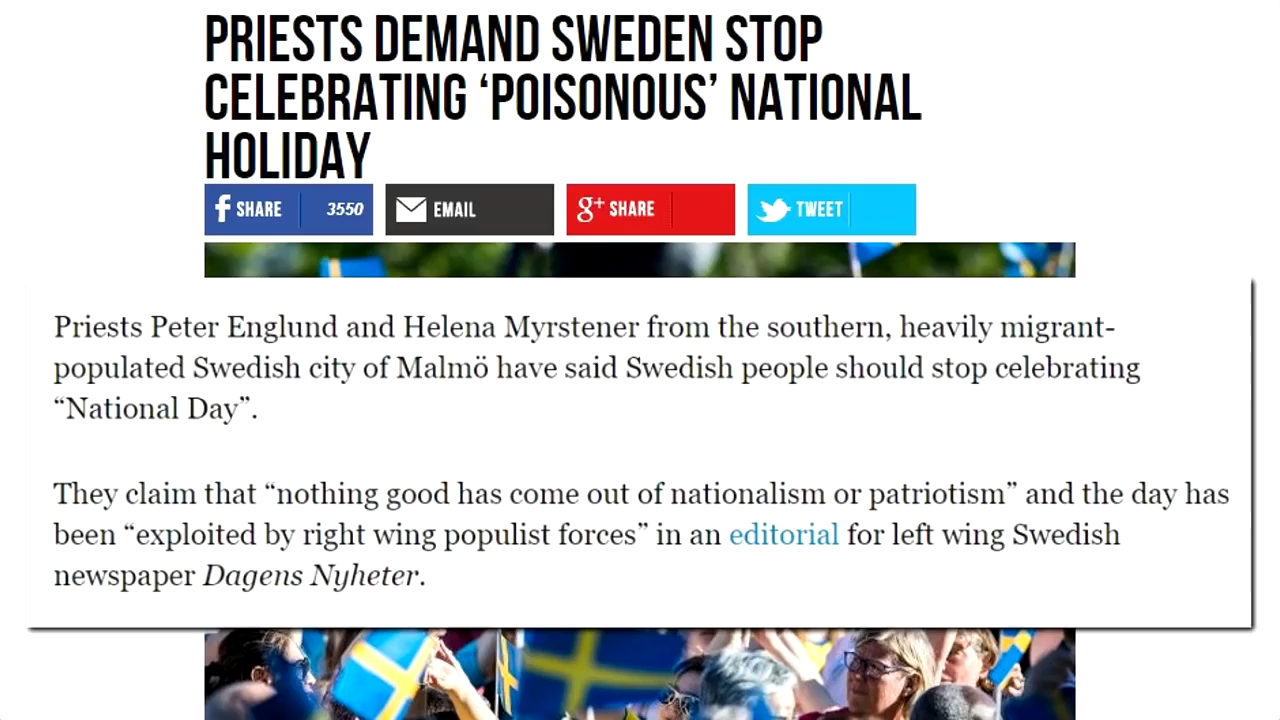 PRIESTS DEMAND SWEDEN STOP
CELEBRATING ‘POISONOUS’ NATIONAL
HOLIDAY
f SHARE 3550
EMAIL
g+ SHARE
TWEET
Priests Peter Englund and Helena Myrstener from the southern, heavily migrant-
populated Swedish city of Malmö have said Swedish people should stop celebrating
“National Day”.
They claim that “nothing good has come out of nationalism or patriotism” and the day has
been “exploited by right wing populist forces” in an editorial for left wing Swedish
newspaper Dagens Nyheter.